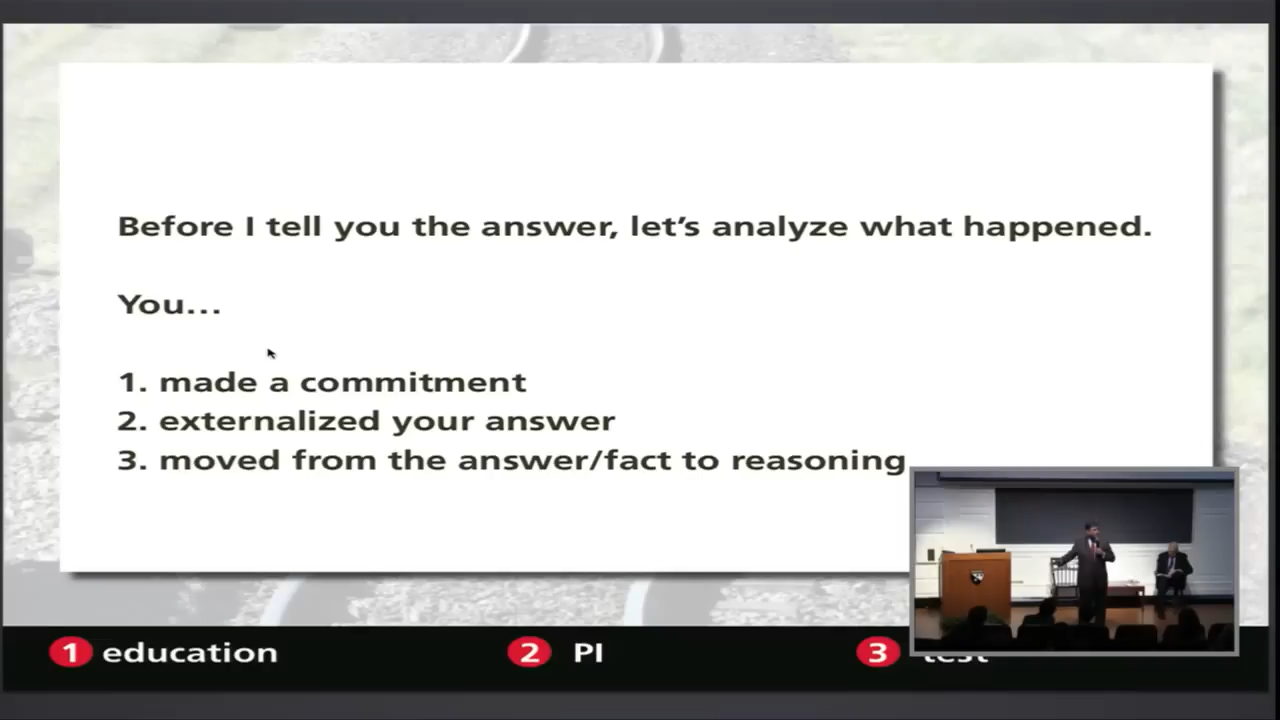 Before I tell you the answer, let’s analyze what happened.
You...
1. made a commitment
2. externalized your answer
3. moved from the answer/fact to reasoning
1 education
2 PI
3 test